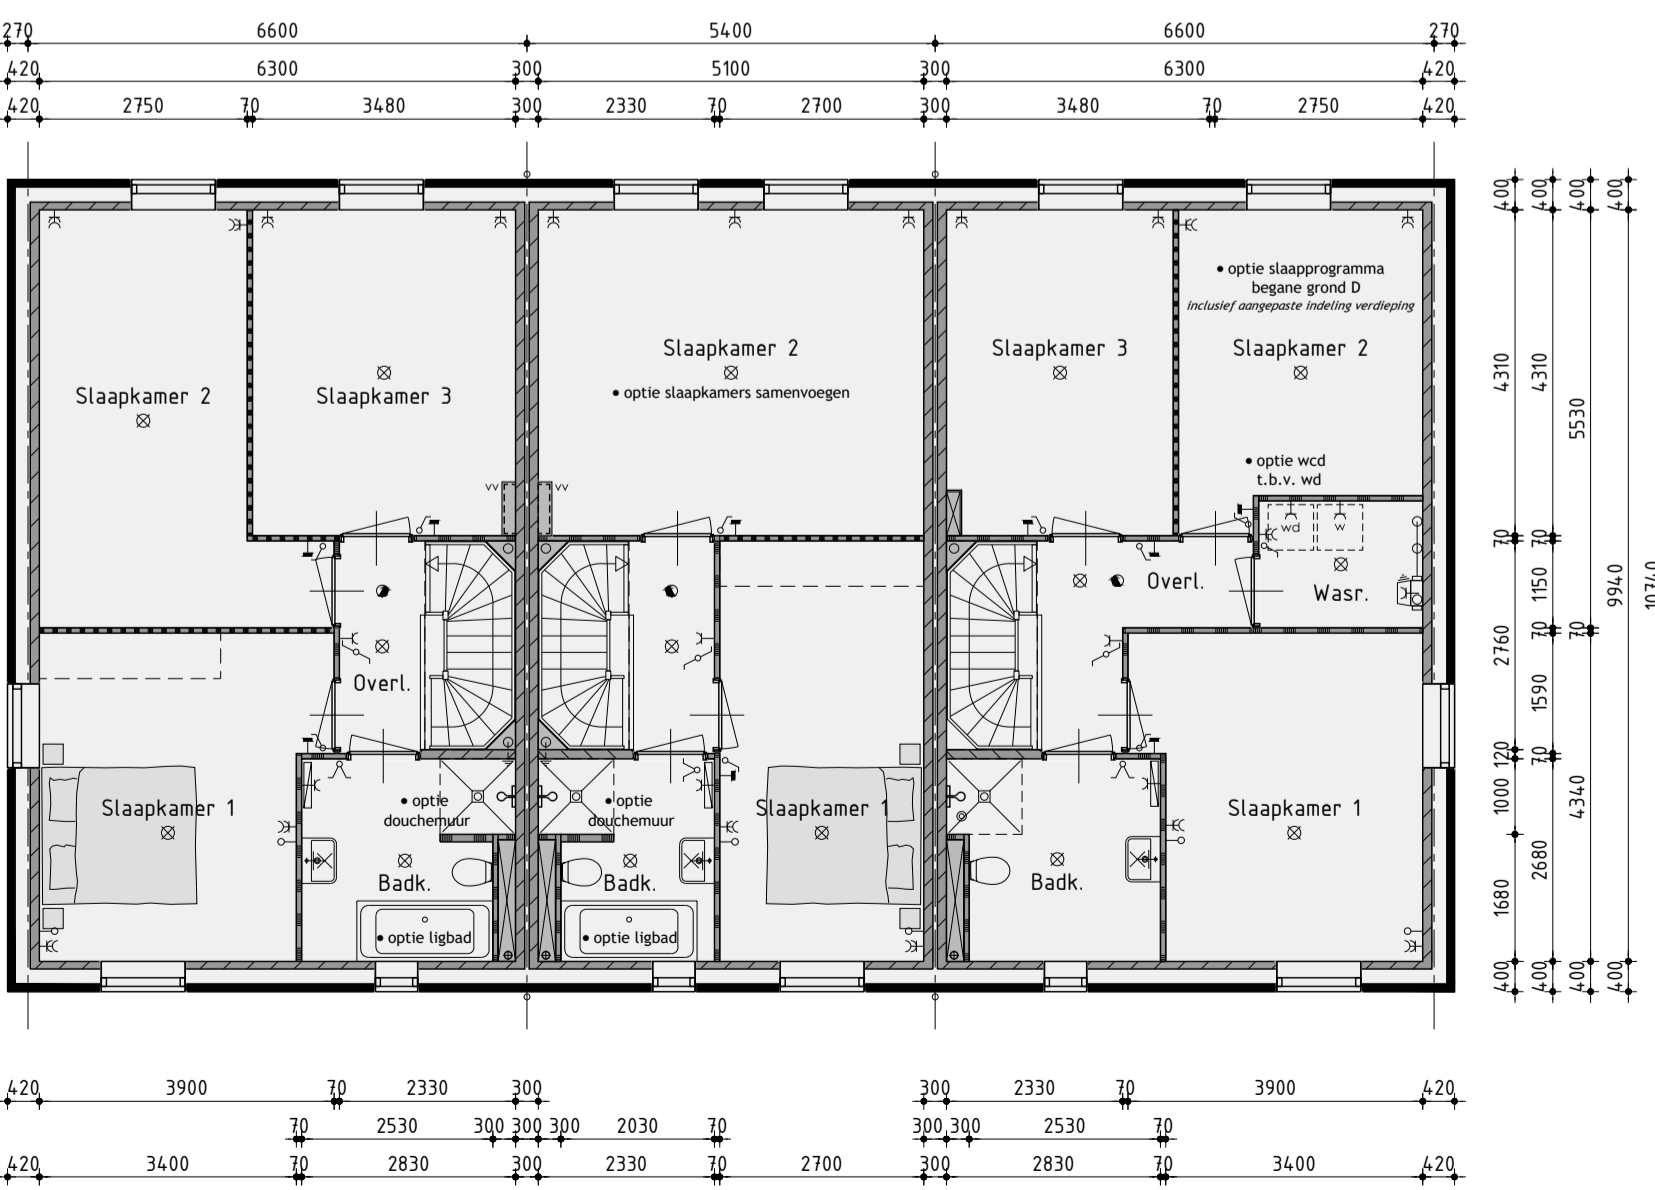 270 6600 5400 6600 270
420 6300 300 5100 300 6300 420
420 2750 70 3480 300 2330 70 2700 300 3480 70 2750 420
• optie slaapprogramma
begane grond D
inclusief aangepaste indeling verdieping
Slaapkamer 2
Slaapkamer 3
Slaapkamer 2
• optie slaapkamers samenvoegen
Slaapkamer 3
Slaapkamer 2
• optie wcd
t.b.v. wd
vv
vv
wd
w
Overl.
Overl.
Wasr.
Slaapkamer 1
• optie
douchemuur
• optie
douchemuur
Slaapkamer 1
Slaapkamer 1
Badk.
Badk.
Badk.
• optie ligbad
• optie ligbad
400 4310 70 2760 120 1000 1680 400
400 4310 70 1150 70 1590 70 2680 400
400 5530 70 4340 400
400 9940 400
10740
420 3900 70 2330 300
300 2330 70 3900 420
70 2530 300 300 300 2030 70
300 300 2530 70
420 3400 70 2830 300 2330 70 2700 300 2830 70 3400 420